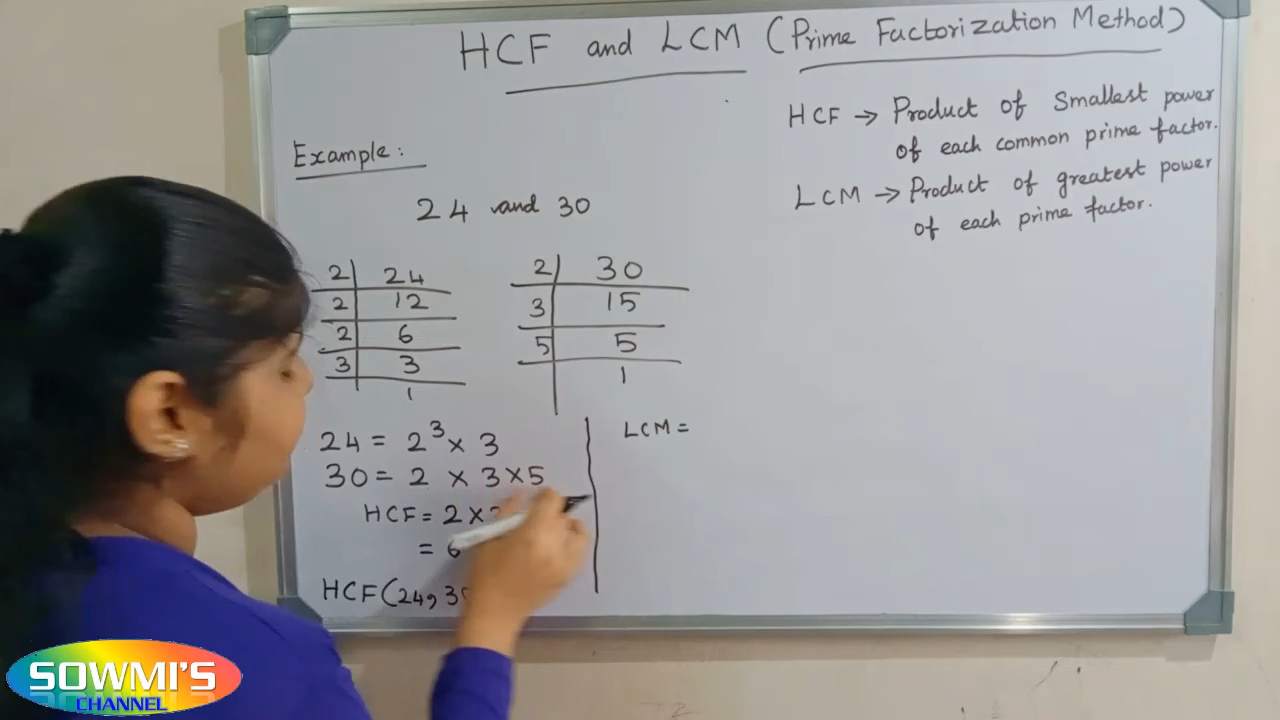 HCF and LCM (Prime Factorization Method)
HCF → Product of Smallest power
of each common prime factor.
LCM → Product of greatest power
of each prime factor.
Example:
24 and 30
2 24
2 12
2 6
3 3
1
2 30
3 15
5 5
1
24 = 2³ × 3
30 = 2 × 3 × 5
HCF = 2 ×
= 6
HCF(24, 30
LCM =
SOWMI'S
CHANNEL